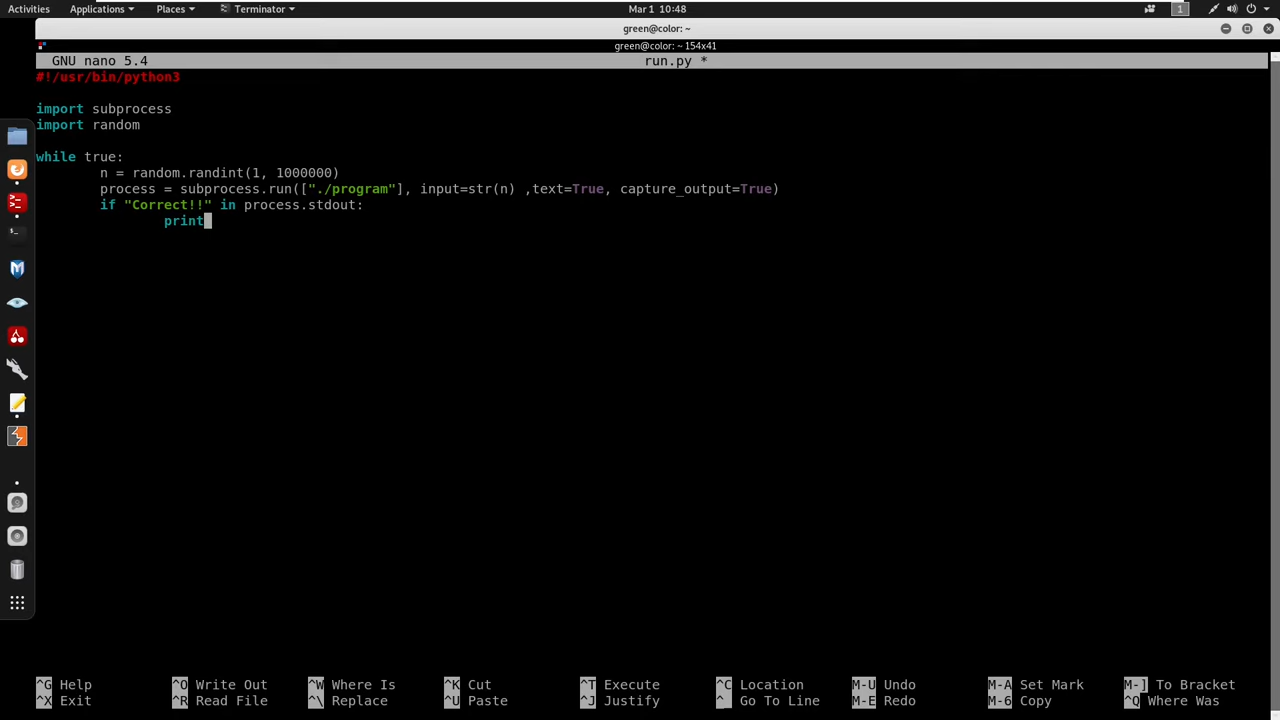 Activities Applications Places Terminator Mar 1 10:48 1
green@color: ~
green@color: ~ 154x41
GNU nano 5.4 run.py *
#!/usr/bin/python3
import subprocess
import random
while true:
n = random.randint(1, 1000000)
process = subprocess.run(["./program"], input=str(n) ,text=True, capture_output=True)
if "Correct!!" in process.stdout:
print
^G Help ^O Write Out ^W Where Is ^K Cut ^T Execute ^C Location M-U Undo M-A Set Mark M-] To Bracket
^X Exit ^R Read File ^\ Replace ^U Paste ^J Justify ^_ Go To Line M-E Redo M-6 Copy ^Q Where Was